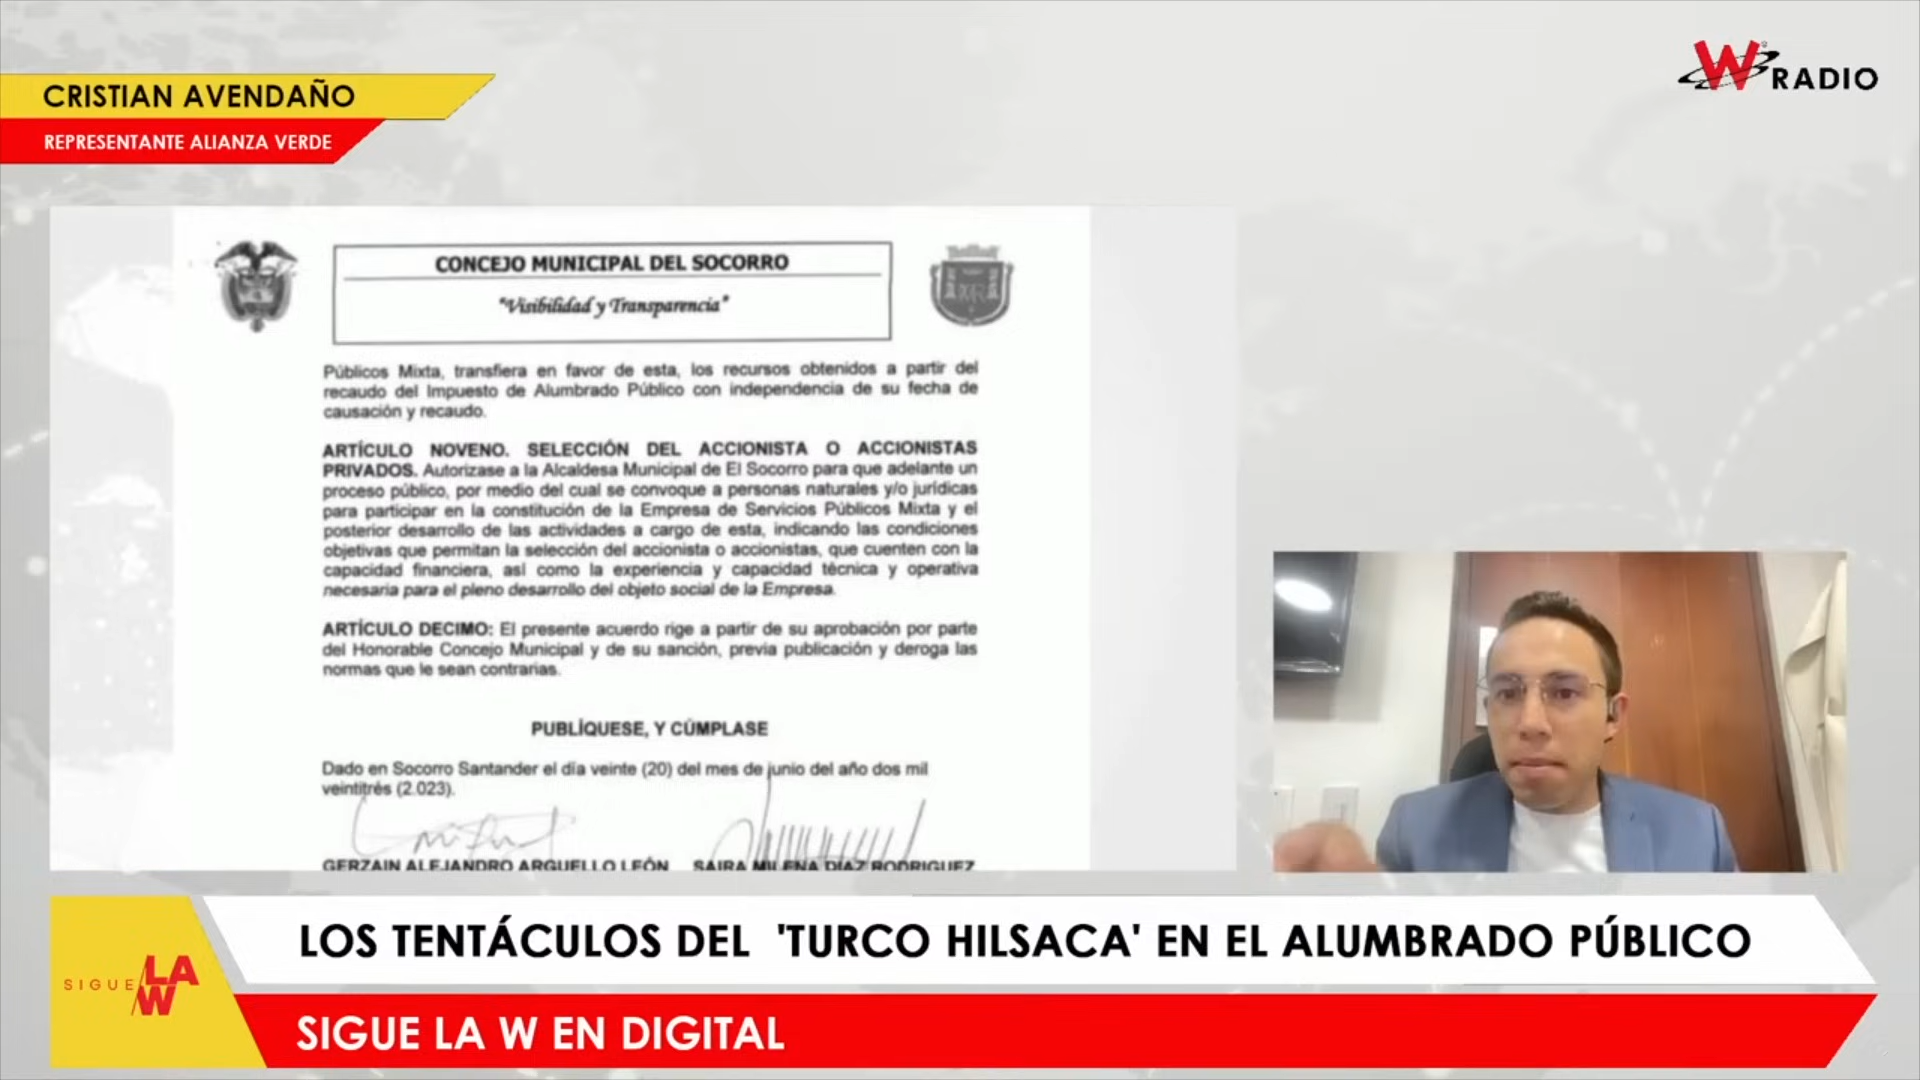 CRISTIAN AVENDAÑO
REPRESENTANTE ALIANZA VERDE
W RADIO
CONCEJO MUNICIPAL DEL SOCORRO
"Visibilidad y Transparencia"
Públicos Mixta, transfiera en favor de esta, los recursos obtenidos a partir del
recaudo del Impuesto de Alumbrado Público con independencia de su fecha de
causación y recaudo.
ARTÍCULO NOVENO. SELECCIÓN DEL ACCIONISTA O ACCIONISTAS
PRIVADOS. Autorízase a la Alcaldesa Municipal de El Socorro para que adelante un
proceso público, por medio del cual se convoque a personas naturales y/o jurídicas
para participar en la constitución de la Empresa de Servicios Públicos Mixta y el
posterior desarrollo de las actividades a cargo de esta, indicando las condiciones
objetivas que permitan la selección del accionista o accionistas, que cuenten con la
capacidad financiera, así como la experiencia y capacidad técnica y operativa
necesaria para el pleno desarrollo del objeto social de la Empresa.
ARTÍCULO DECIMO: El presente acuerdo rige a partir de su aprobación por parte
del Honorable Concejo Municipal y de su sanción, previa publicación y deroga las
normas que le sean contrarias.
PUBLÍQUESE, Y CÚMPLASE
Dado en Socorro Santander el día veinte (20) del mes de junio del año dos mil
veintitrés (2.023).
GERZAIN ALEJANDRO ARGUELLO LEÓN SAIRA MILENA DIAZ RODRIGUEZ
LOS TENTÁCULOS DEL 'TURCO HILSACA' EN EL ALUMBRADO PÚBLICO
SIGUE LA W
SIGUE LA W EN DIGITAL